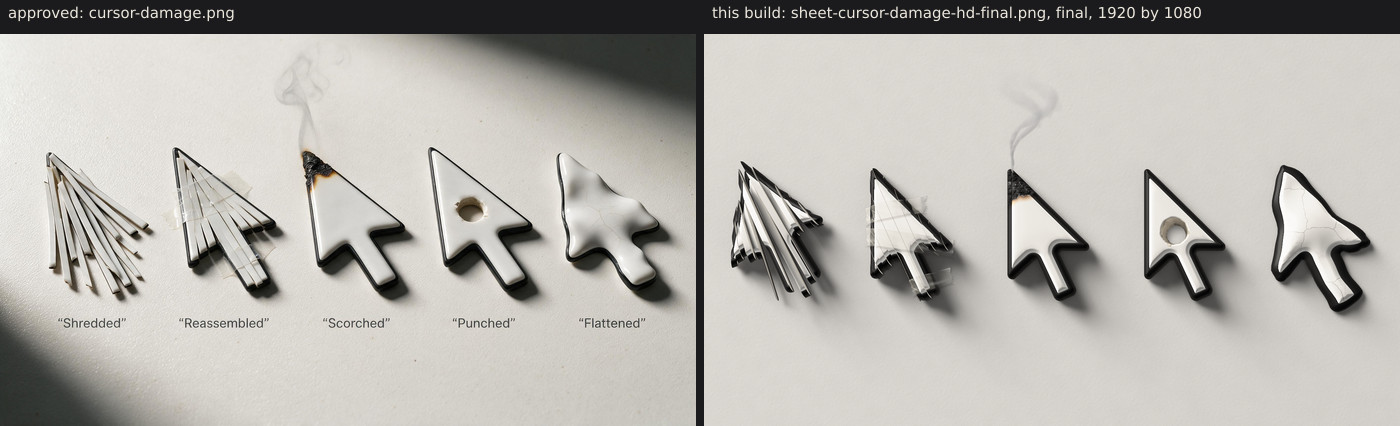 approved: cursor-damage.png
this build: sheet-cursor-damage-hd-final.png, final, 1920 by 1080
“Shredded”
“Reassembled”
“Scorched”
“Punched”
“Flattened”